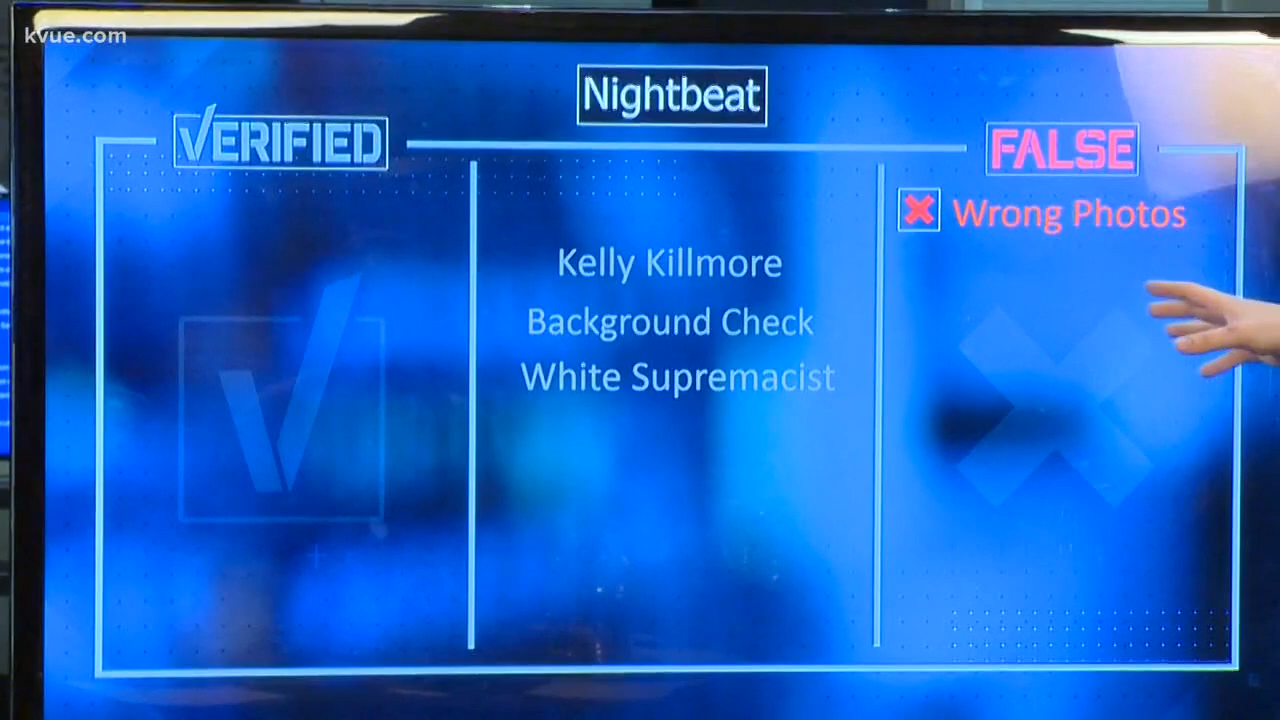 kvue.com
Nightbeat
VERIFIED
FALSE
Wrong Photos
Kelly Killmore
Background Check
White Supremacist